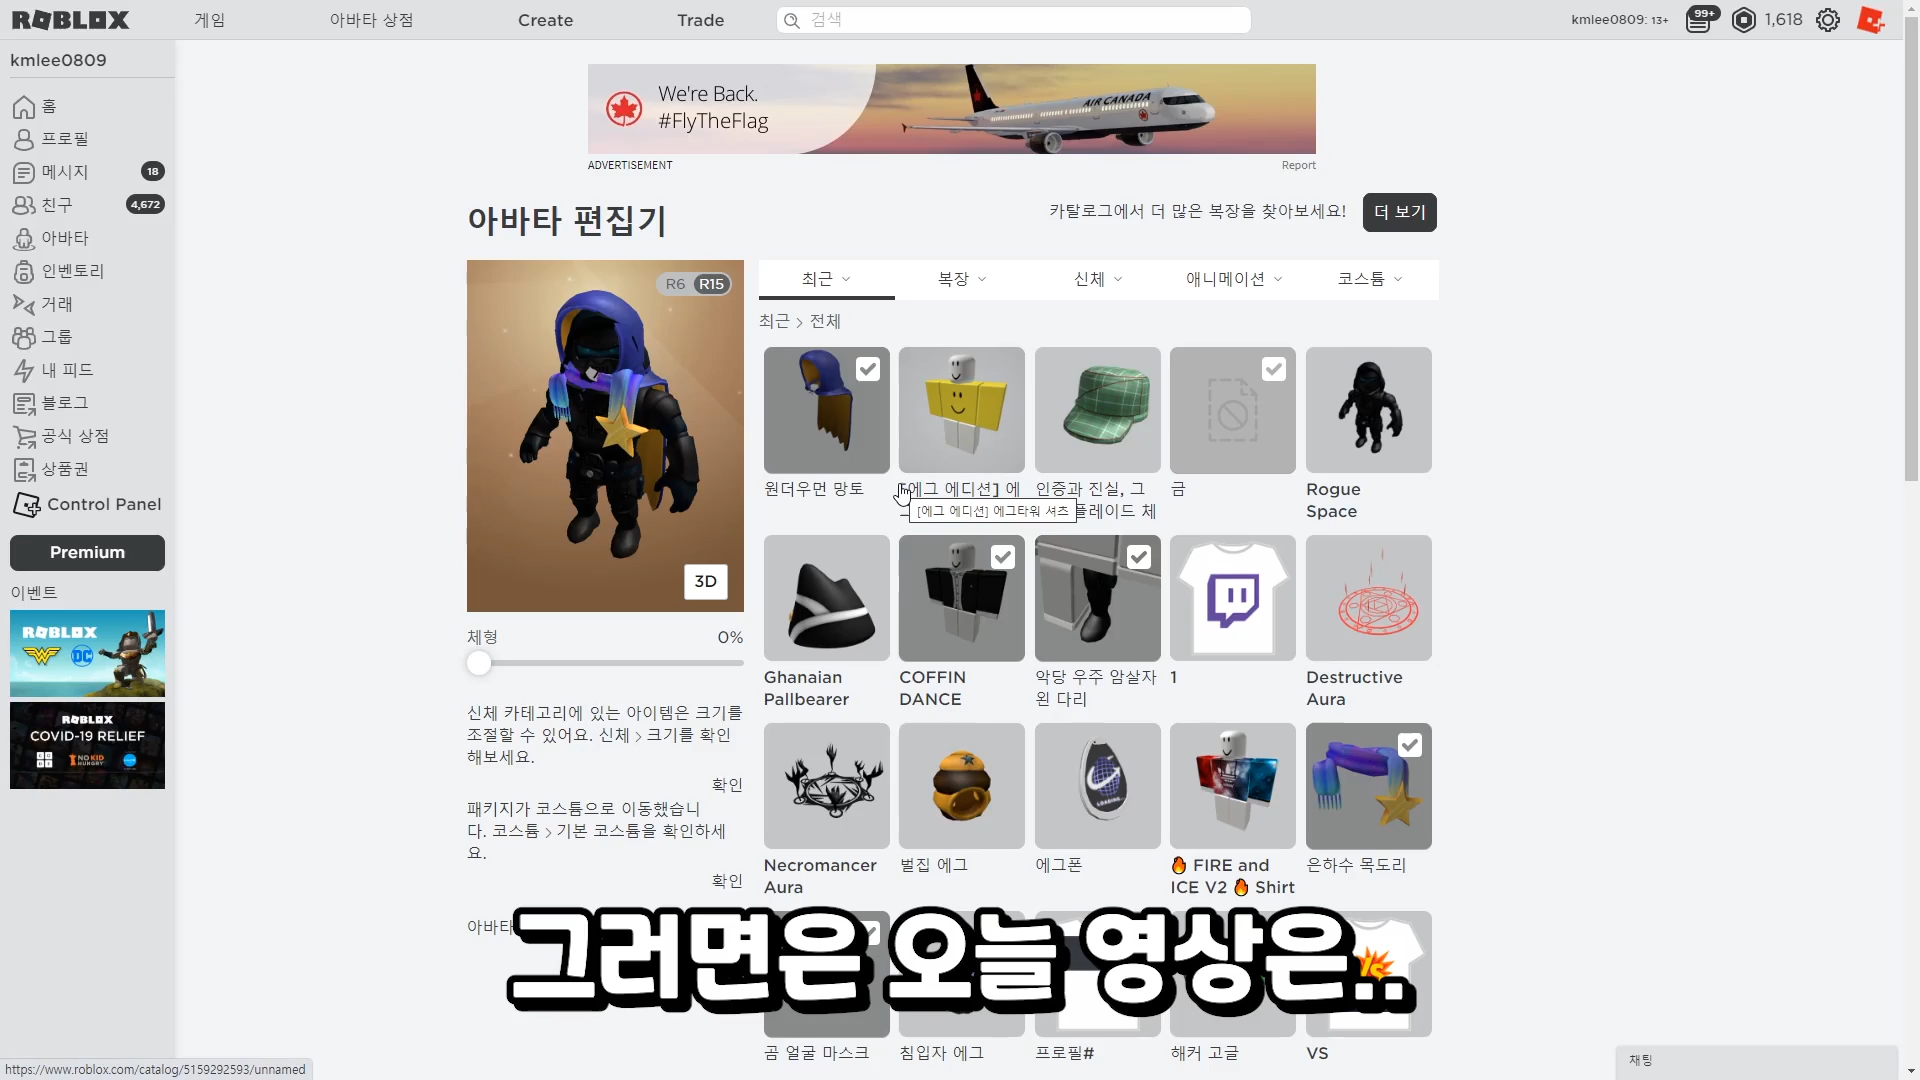 ROBLOX
게임
아바타 상점
Create
Trade
검색
kmlee0809: 13+
99+
1,618
kmlee0809
홈
프로필
메시지
18
친구
4,672
아바타
인벤토리
거래
그룹
내 피드
블로그
공식 상점
상품권
Control Panel
Premium
이벤트
ROBLOX
DC
ROBLOX
COVID-19 RELIEF
NO KID
HUNGRY
We're Back.
#FlyTheFlag
AIR CANADA
ADVERTISEMENT
Report
아바타 편집기
카탈로그에서 더 많은 복장을 찾아보세요!
더 보기
R6
R15
3D
체형
0%
신체 카테고리에 있는 아이템은 크기를
조절할 수 있어요. 신체 > 크기를 확인
해보세요.
확인
패키지가 코스튬으로 이동했습니
다. 코스튬 > 기본 코스튬을 확인하세
요.
확인
아바타
최근
복장
신체
애니메이션
코스튬
최근 > 전체
원더우먼 망토
[에그 에디션] 에
[에그 에디션] 에그타워 셔츠
인증과 진실, 그
플레이드 체
금
Rogue
Space
Ghanaian
Pallbearer
COFFIN
DANCE
악당 우주 암살자
왼 다리
1
Destructive
Aura
LOADING...
Necromancer
Aura
벌집 에그
에그폰
🔥 FIRE and
ICE V2 🔥 Shirt
은하수 목도리
그러면은 오늘 영상은..
곰 얼굴 마스크
침입자 에그
프로필#
해커 고글
VS
채팅
https://www.roblox.com/catalog/5159292593/unnamed